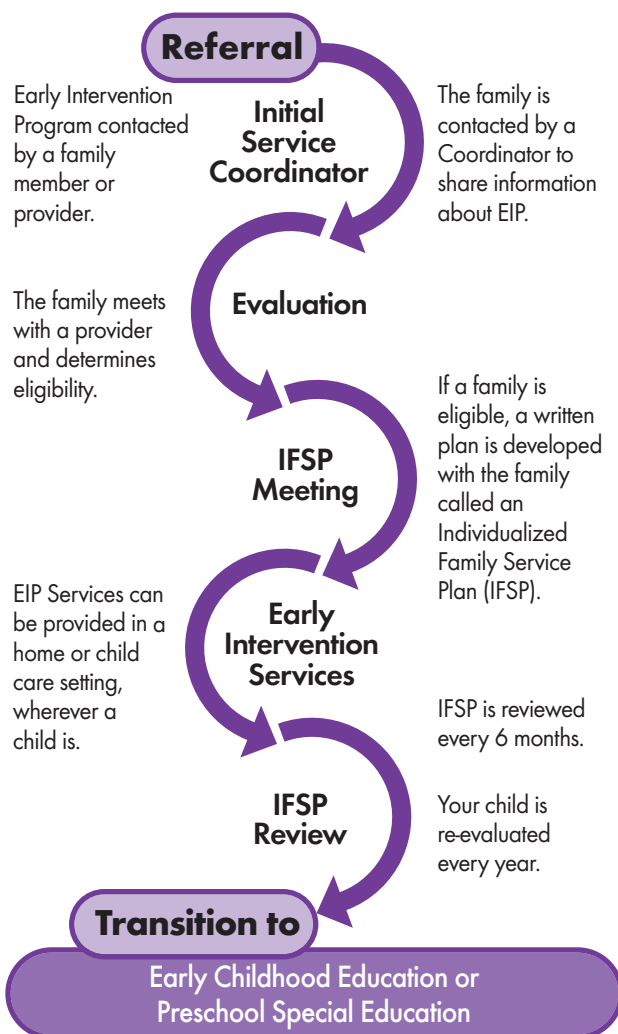 Referral
Early Intervention
Program contacted
by a family
member or
provider.
Initial
Service
Coordinator
The family is
contacted by a
Coordinator to
share information
about EIP.
Evaluation
The family meets
with a provider
and determines
eligibility.
IFSP
Meeting
If a family is
eligible, a written
plan is developed
with the family
called an
Individualized
Family Service
Plan (IFSP).
EIP Services can
be provided in a
home or child
care setting,
wherever a
child is.
Early
Intervention
Services
IFSP is reviewed
every 6 months.
IFSP
Review
Your child is
re-evaluated
every year.
Transition to
Early Childhood Education or
Preschool Special Education